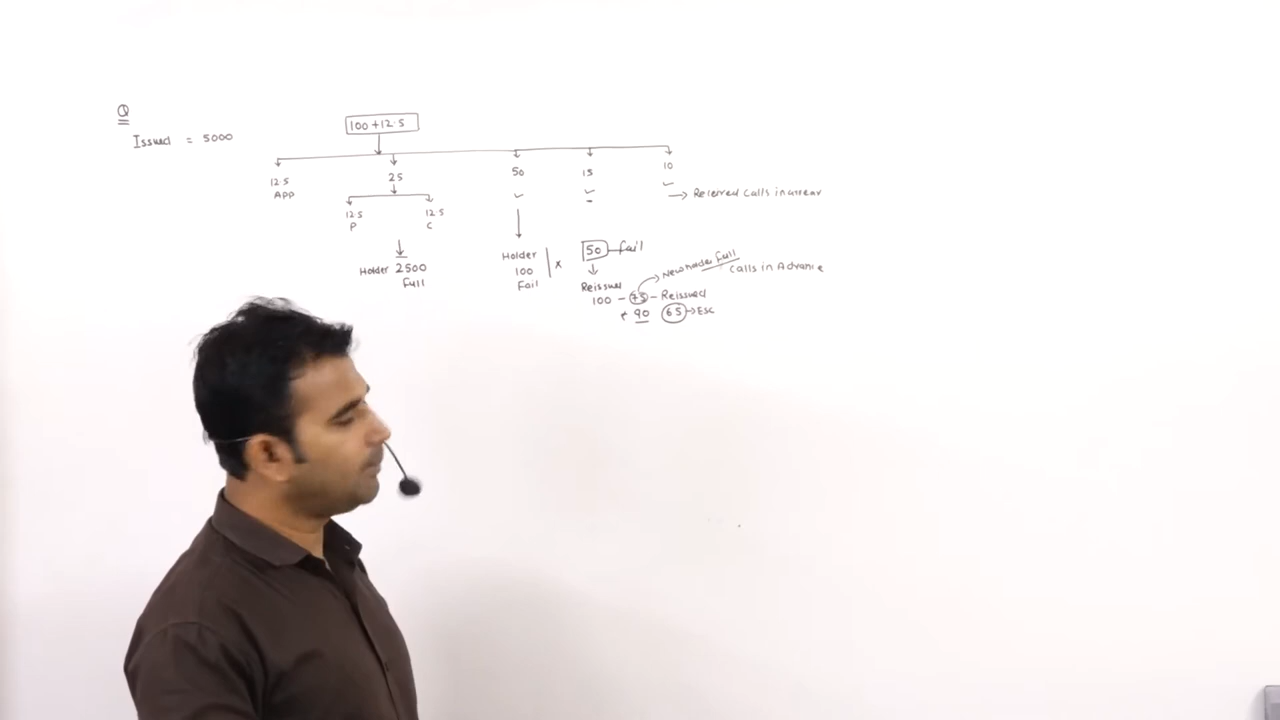 Q
Issued = 5000
100 + 12.5
12.5 25 50 15 10
App
Referred calls in arrear
12.5 12.5
P C
Holder 2500
Full
Holder
100
Fail
x
50 fail
Reissue
New holder full
Calls in Advance
100 - 75 - Reissued
90 65 → Esc